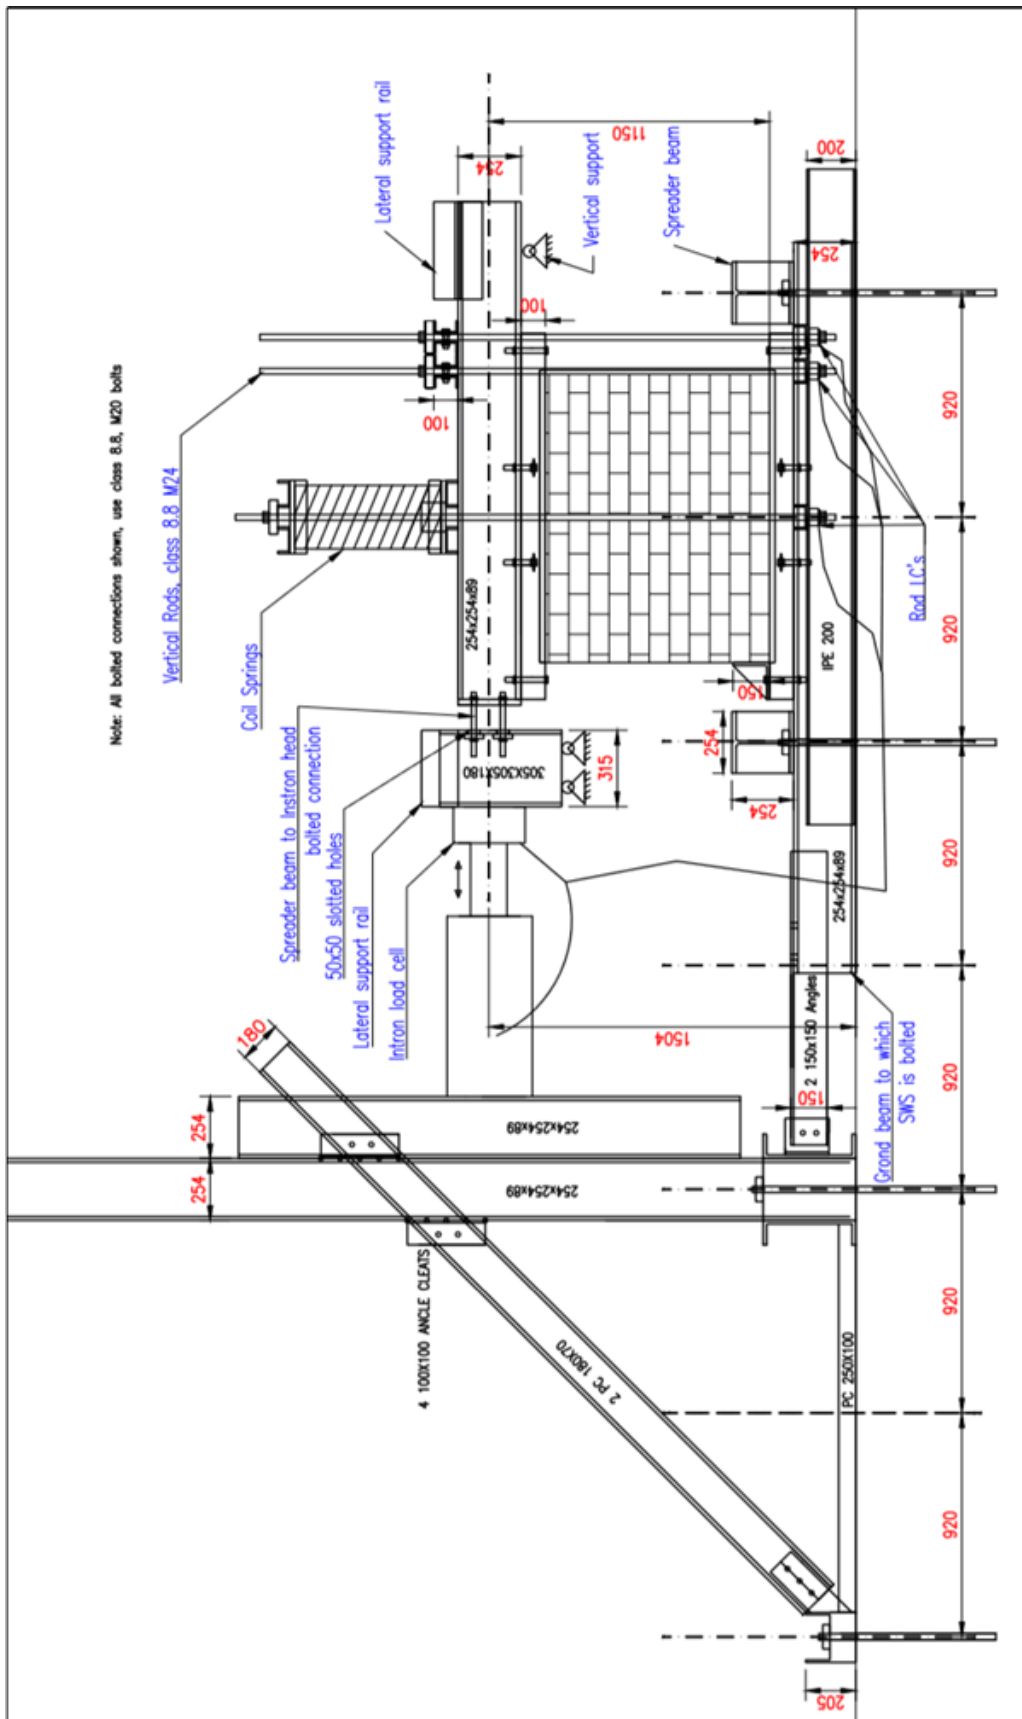 Note: All bolted connections shown, use class 8.8, M20 bolts
Vertical Rods, class 8.8 M24
Coil Springs
Spreader beam to Instron head
bolted connection
50x50 slotted holes
Lateral support rail
Intron load cell
Lateral support rail
Vertical support
Spreader beam
Rod LC's
Grond beam to which
SWS is bolted
254x254x89
305X305X180
254x254x89
254x254x89
254x254x89
IPE 200
2 150x150 Angles
4 100X100 ANGLE CLEATS
2 PC 180X70
PC 250X100
180
254
254
100
254
100
1150
200
254
315
150
254
254
1504
150
205
920
920
920
920
920
920